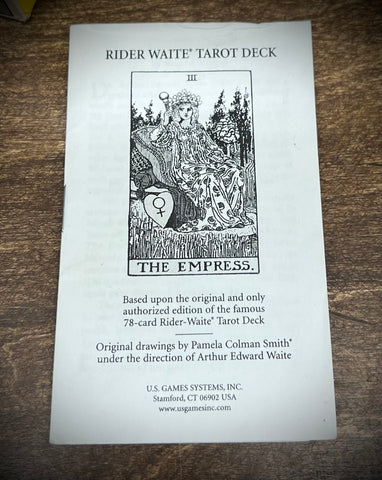 RIDER WAITE® TAROT DECK
III
THE EMPRESS.
Based upon the original and only
authorized edition of the famous
78-card Rider-Waite® Tarot Deck
Original drawings by Pamela Colman Smith®
under the direction of Arthur Edward Waite
U.S. GAMES SYSTEMS, INC.
Stamford, CT 06902 USA
www.usgamesinc.com